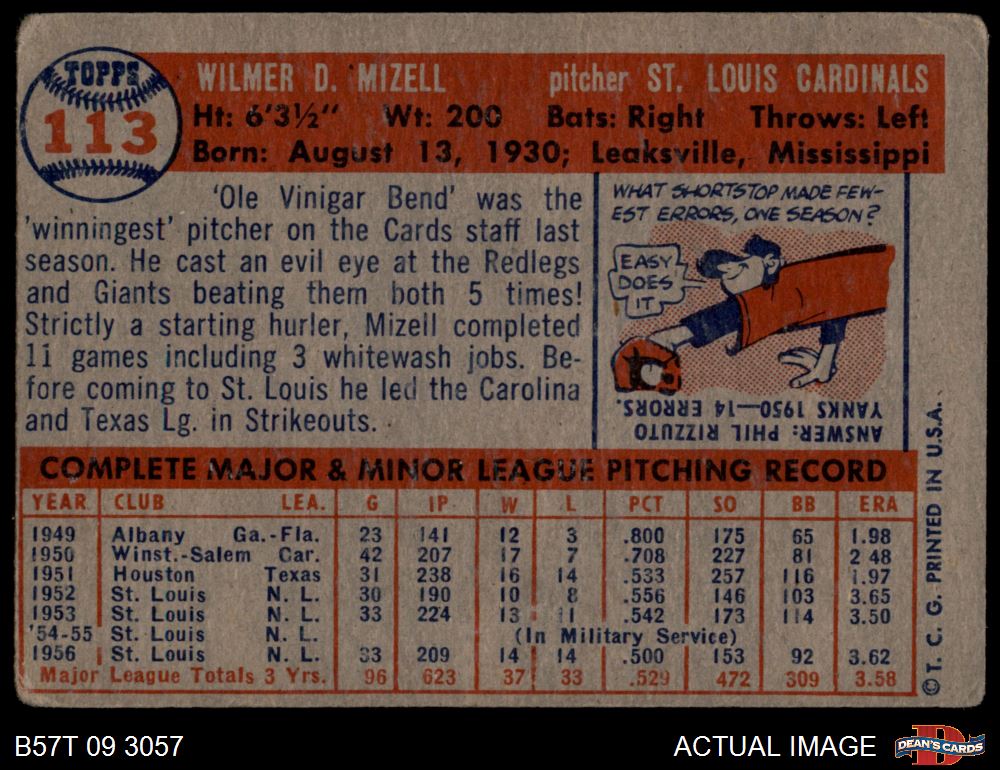 TOPPS
113
WILMER D. MIZELL pitcher ST. LOUIS CARDINALS
Ht: 6'3½" Wt: 200 Bats: Right Throws: Left
Born: August 13, 1930; Leaksville, Mississippi
'Ole Vinigar Bend' was the
'winningest' pitcher on the Cards staff last
season. He cast an evil eye at the Redlegs
and Giants beating them both 5 times!
Strictly a starting hurler, Mizell completed
11 games including 3 whitewash jobs. Be-
fore coming to St. Louis he led the Carolina
and Texas Lg. in Strikeouts.
WHAT SHORTSTOP MADE FEW-
EST ERRORS, ONE SEASON?
EASY
DOES
IT
ANSWER: PHIL RIZZUTO
YANKS 1950—14 ERRORS.
COMPLETE MAJOR & MINOR LEAGUE PITCHING RECORD
YEAR CLUB LEA. G IP W L PCT SO BB ERA
1949 Albany Ga.-Fla. 23 141 12 3 .800 175 65 1.98
1950 Winst.-Salem Car. 42 207 17 7 .708 227 81 2 48
1951 Houston Texas 31 238 16 14 .533 257 116 1.97
1952 St. Louis N. L. 30 190 10 8 .556 146 103 3.65
1953 St. Louis N. L. 33 224 13 11 .542 173 114 3.50
'54-55 St. Louis N. L. (In Military Service)
1956 St. Louis N. L. 33 209 14 14 .500 153 92 3.62
Major League Totals 3 Yrs. 96 623 37 33 .529 472 309 3.58
© T. C. G. PRINTED IN U.S.A.
B57T 09 3057 ACTUAL IMAGE
D
DEAN'S CARDS